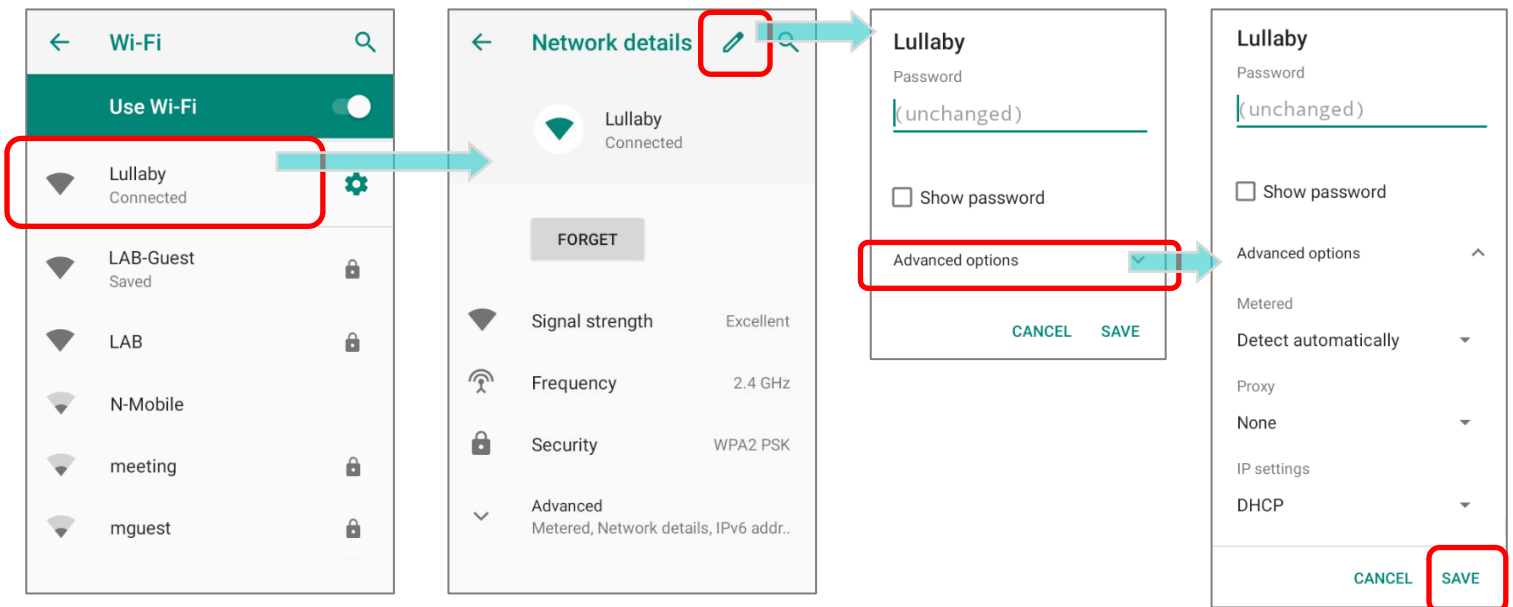 Wi-Fi
Use Wi-Fi
Lullaby
Connected
LAB-Guest
Saved
LAB
N-Mobile
meeting
mguest
Network details
Lullaby
Connected
FORGET
Signal strength Excellent
Frequency 2.4 GHz
Security WPA2 PSK
Advanced
Metered, Network details, IPv6 addr..
Lullaby
Password
(unchanged)
Show password
Advanced options
CANCEL SAVE
Lullaby
Password
(unchanged)
Show password
Advanced options
Metered
Detect automatically
Proxy
None
IP settings
DHCP
CANCEL SAVE